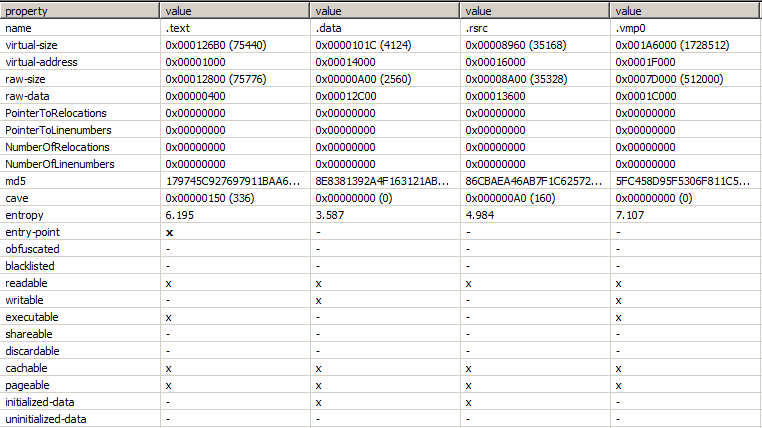 property value value value value
name .text .data .rsrc .vmp0
virtual-size 0x000126B0 (75440) 0x0000101C (4124) 0x00008960 (35168) 0x001A6000 (1728512)
virtual-address 0x00001000 0x00014000 0x00016000 0x0001F000
raw-size 0x00012800 (75776) 0x00000A00 (2560) 0x00008A00 (35328) 0x0007D000 (512000)
raw-data 0x00000400 0x00012C00 0x00013600 0x0001C000
PointerToRelocations 0x00000000 0x00000000 0x00000000 0x00000000
PointerToLinenumbers 0x00000000 0x00000000 0x00000000 0x00000000
NumberOfRelocations 0x00000000 0x00000000 0x00000000 0x00000000
NumberOfLinenumbers 0x00000000 0x00000000 0x00000000 0x00000000
md5 179745C927697911BAA6... 8E8381392A4F163121AB... 86CBAEA46AB7F1C62572... 5FC458D95F5306F811C5...
cave 0x00000150 (336) 0x00000000 (0) 0x000000A0 (160) 0x00000000 (0)
entropy 6.195 3.587 4.984 7.107
entry-point x - - -
obfuscated - - - -
blacklisted - - - -
readable x x x x
writable - x - x
executable x - - x
shareable - - - -
discardable - - - -
cachable x x x x
pageable x x x x
initialized-data - x x -
uninitialized-data - - - -